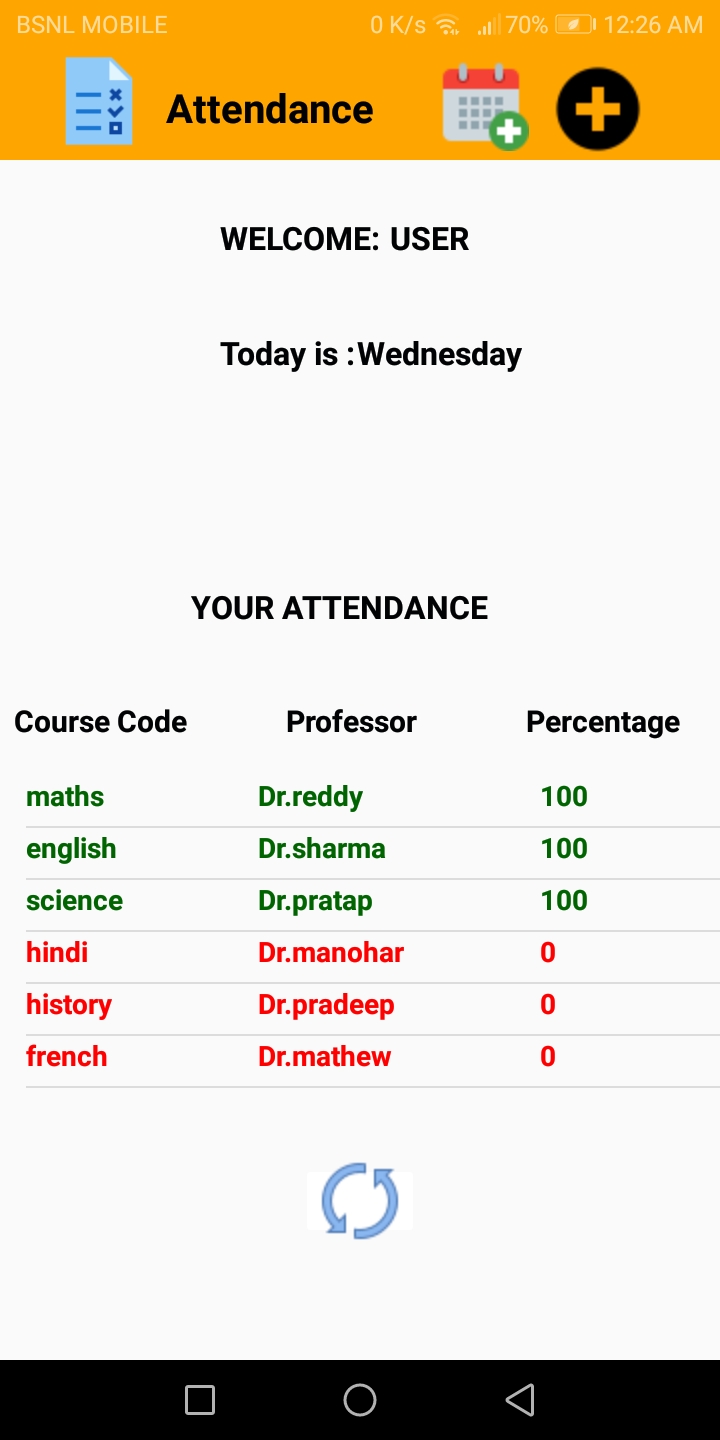 BSNL MOBILE 0 K/s 70% 12:26 AM
Attendance
WELCOME: USER
Today is :Wednesday
YOUR ATTENDANCE
Course Code Professor Percentage
maths Dr.reddy 100
english Dr.sharma 100
science Dr.pratap 100
hindi Dr.manohar 0
history Dr.pradeep 0
french Dr.mathew 0